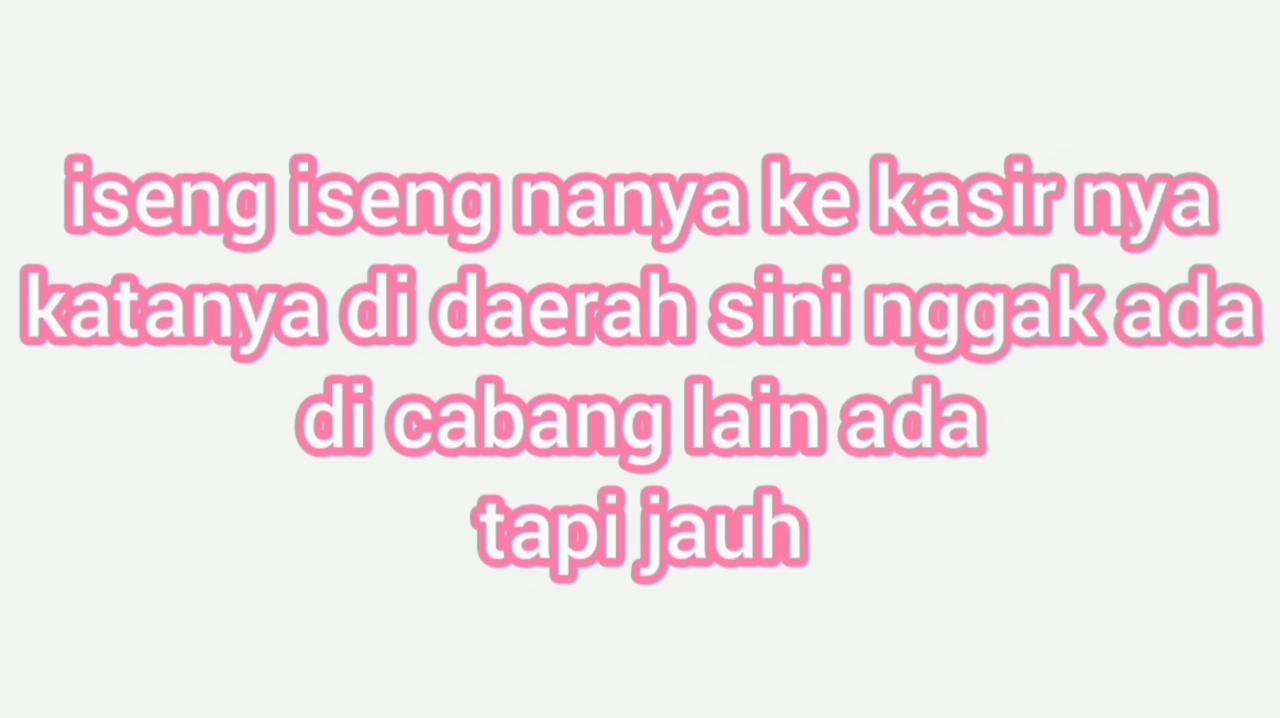 iseng iseng nanya ke kasir nya
katanya di daerah sini nggak ada
di cabang lain ada
tapi jauh